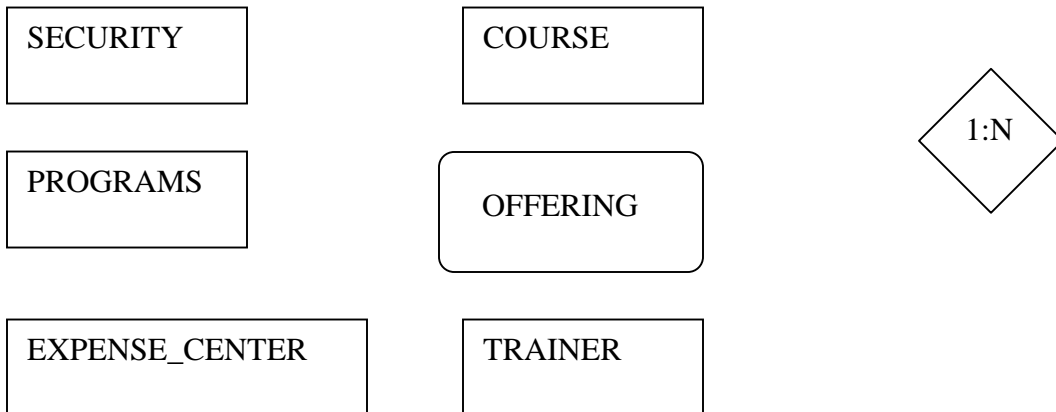 SECURITY
COURSE
1:N
PROGRAMS
OFFERING
EXPENSE_CENTER
TRAINER